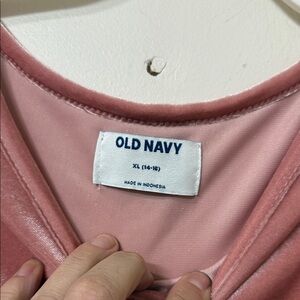 OLD NAVY
XL (14-16)
MADE IN INDONESIA